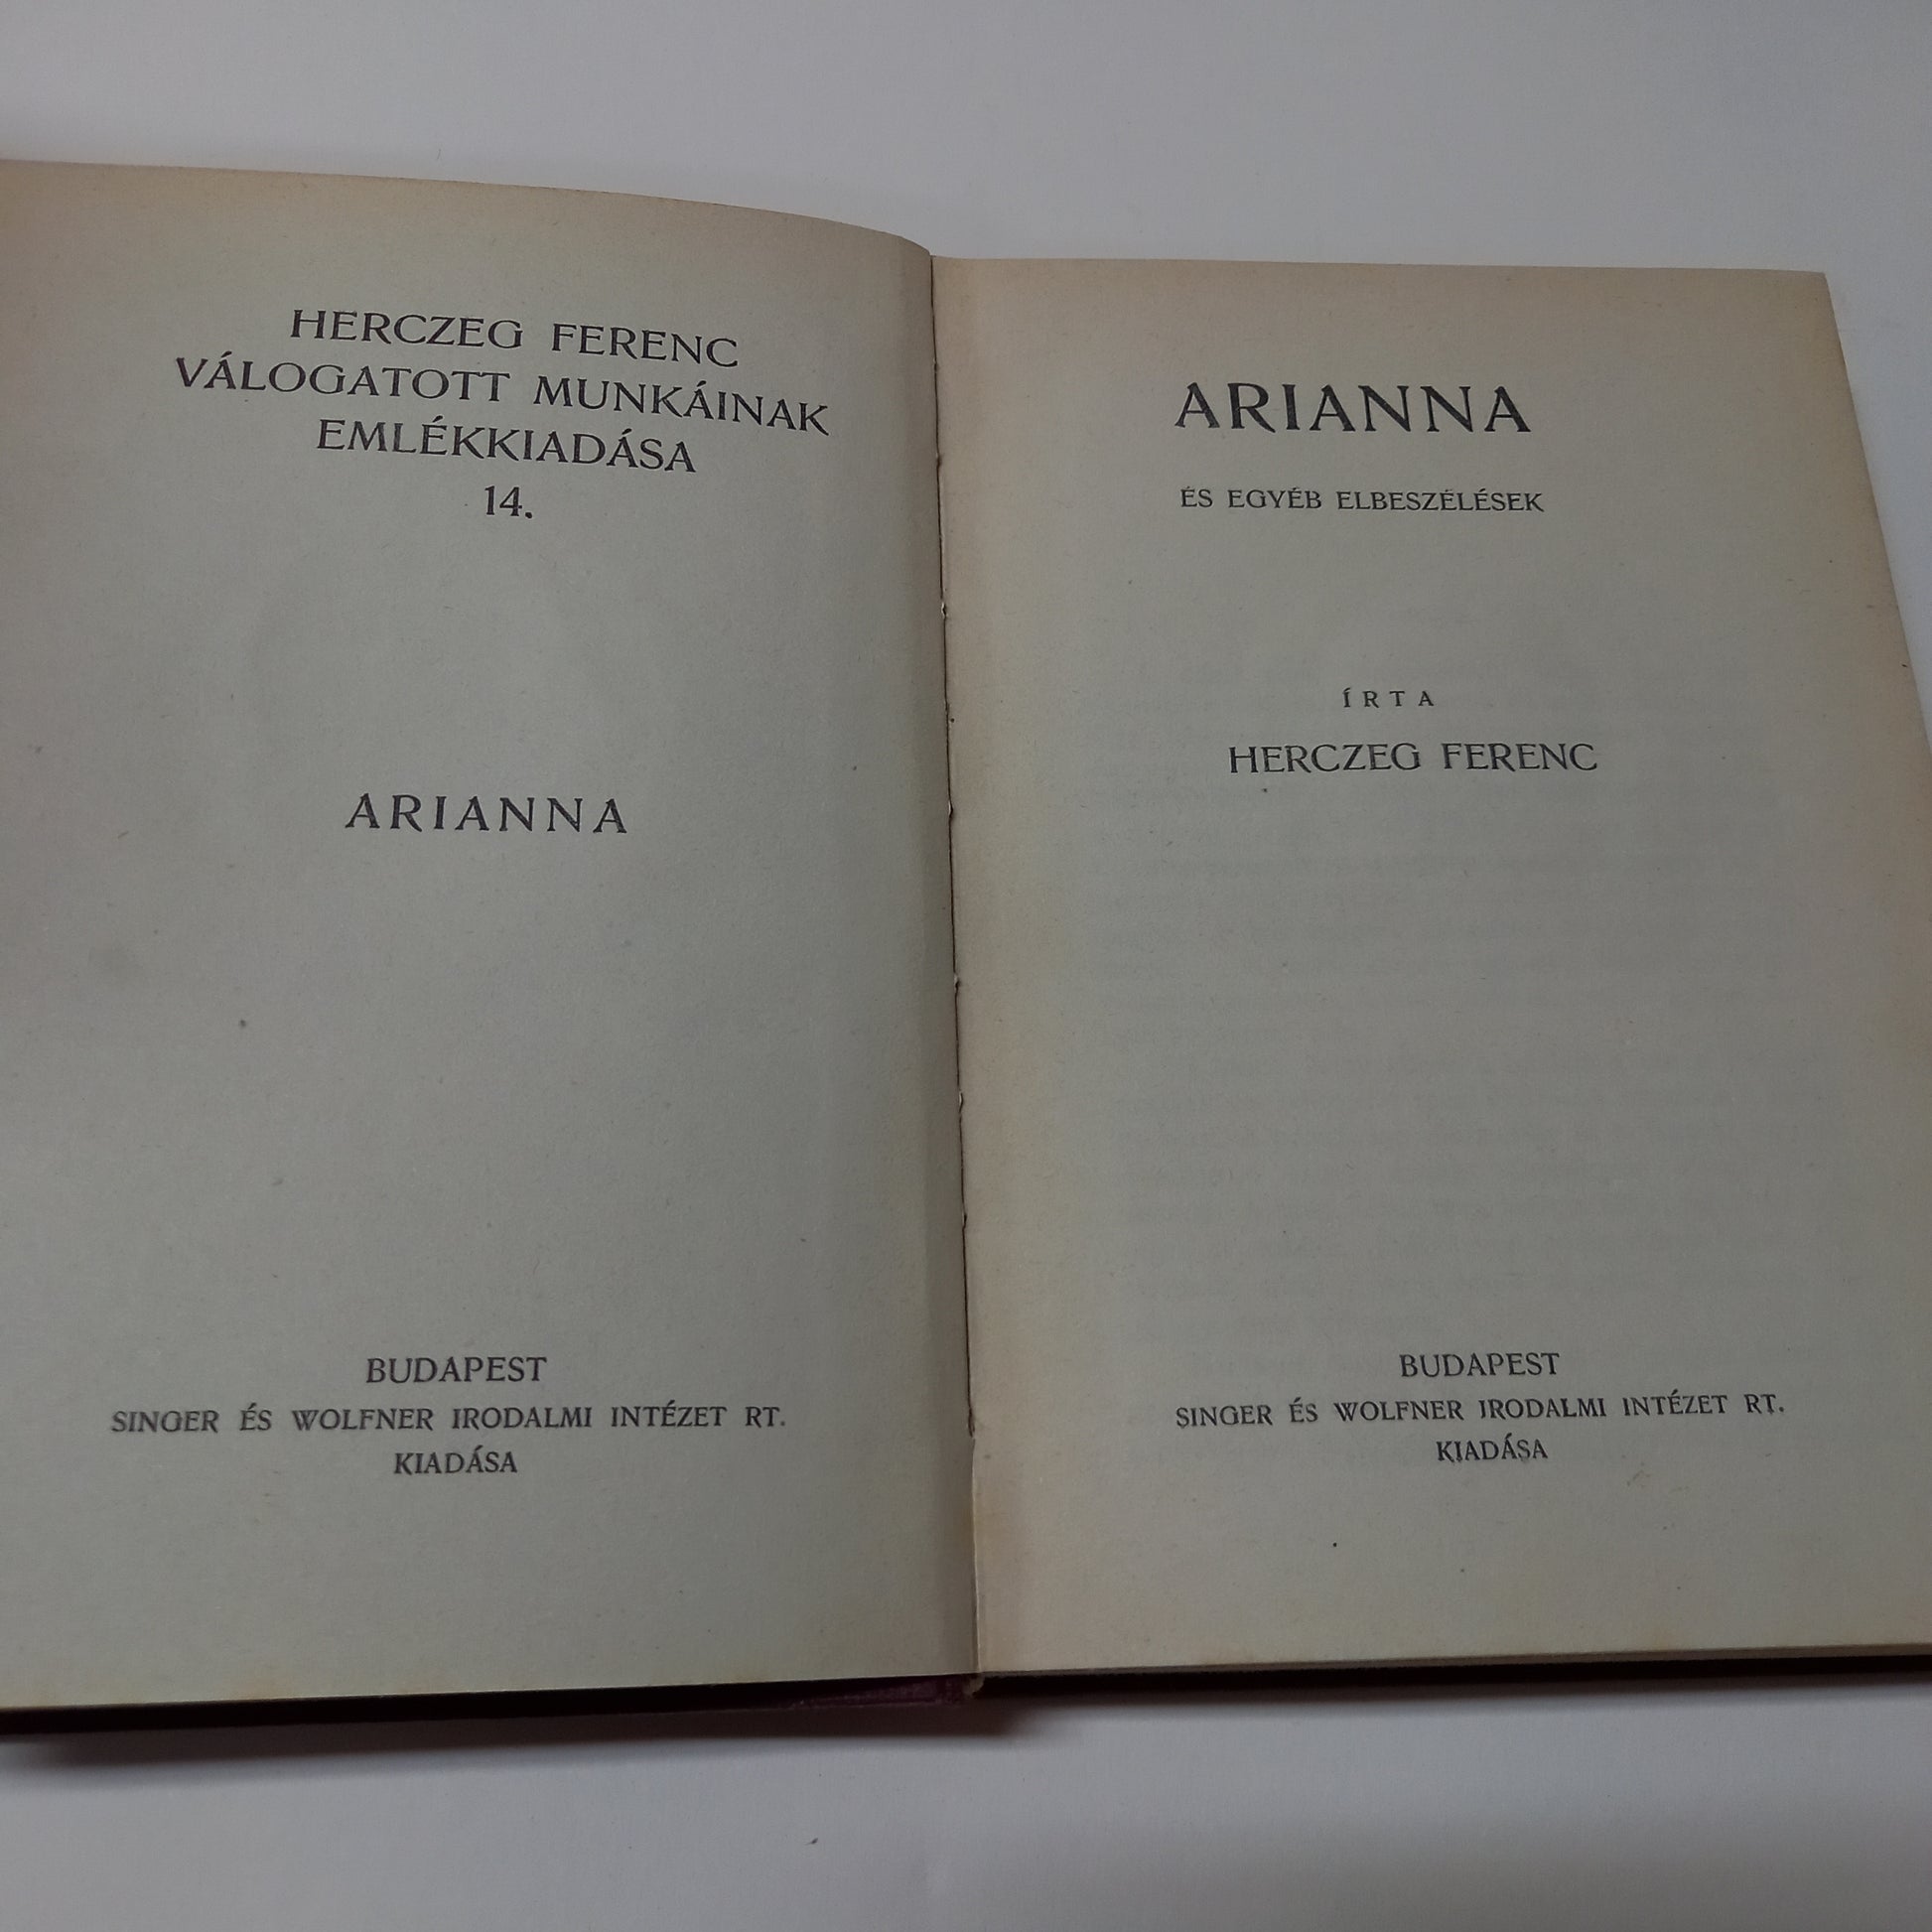 HERCZEG FERENC
VÁLOGATOTT MUNKÁINAK
EMLÉKKIADÁSA
14.
ARIANNA
BUDAPEST
SINGER ÉS WOLFNER IRODALMI INTÉZET RT.
KIADÁSA
ARIANNA
ÉS EGYÉB ELBESZÉLÉSEK
ÍRTA
HERCZEG FERENC
BUDAPEST
SINGER ÉS WOLFNER IRODALMI INTÉZET RT.
KIADÁSA